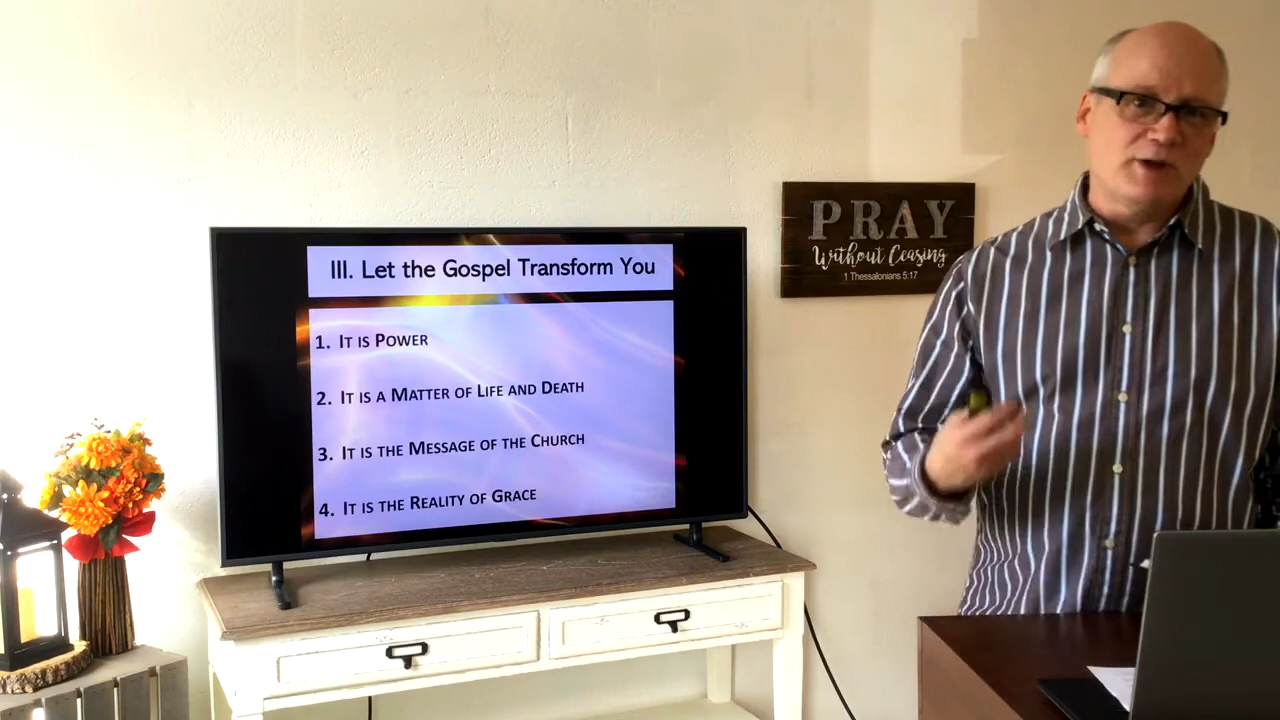 III. Let the Gospel Transform You
1. It is Power
2. It is a Matter of Life and Death
3. It is the Message of the Church
4. It is the Reality of Grace
PRAY
Without Ceasing
1 Thessalonians 5:17